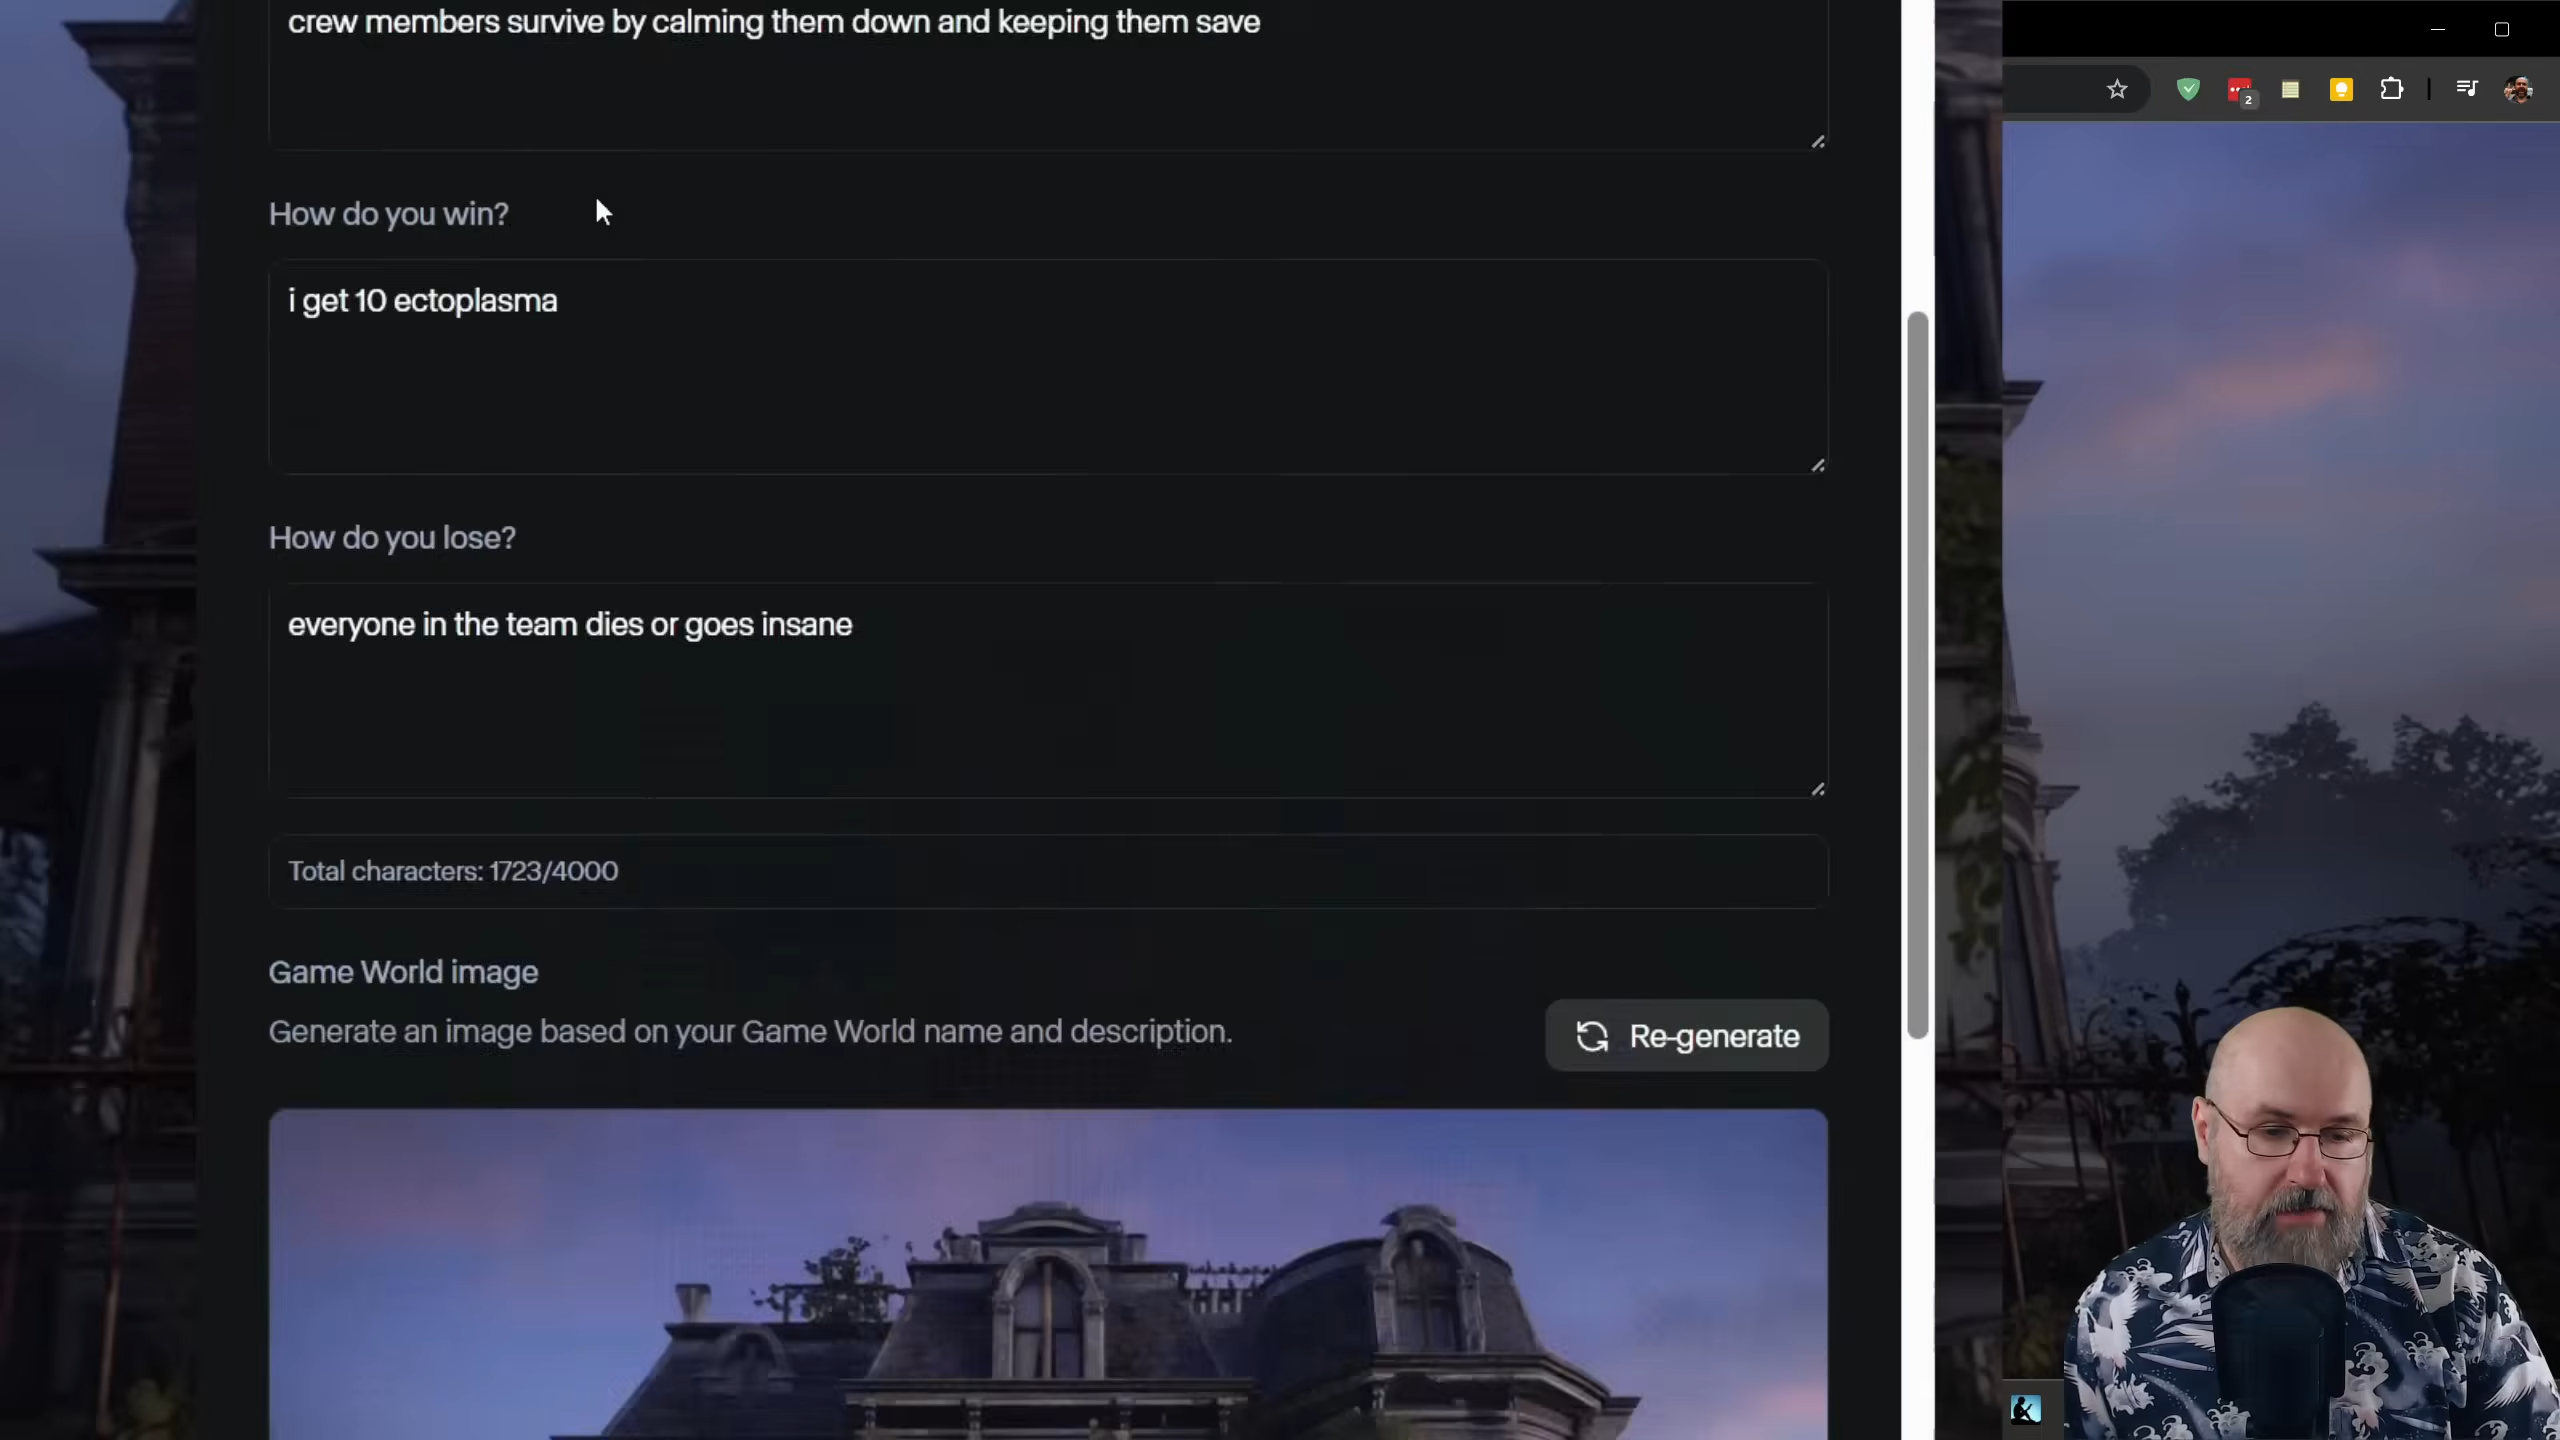 crew members survive by calming them down and keeping them save
How do you win?
i get 10 ectoplasma
How do you lose?
everyone in the team dies or goes insane
Total characters: 1723/4000
Game World image
Generate an image based on your Game World name and description.
Re-generate
2